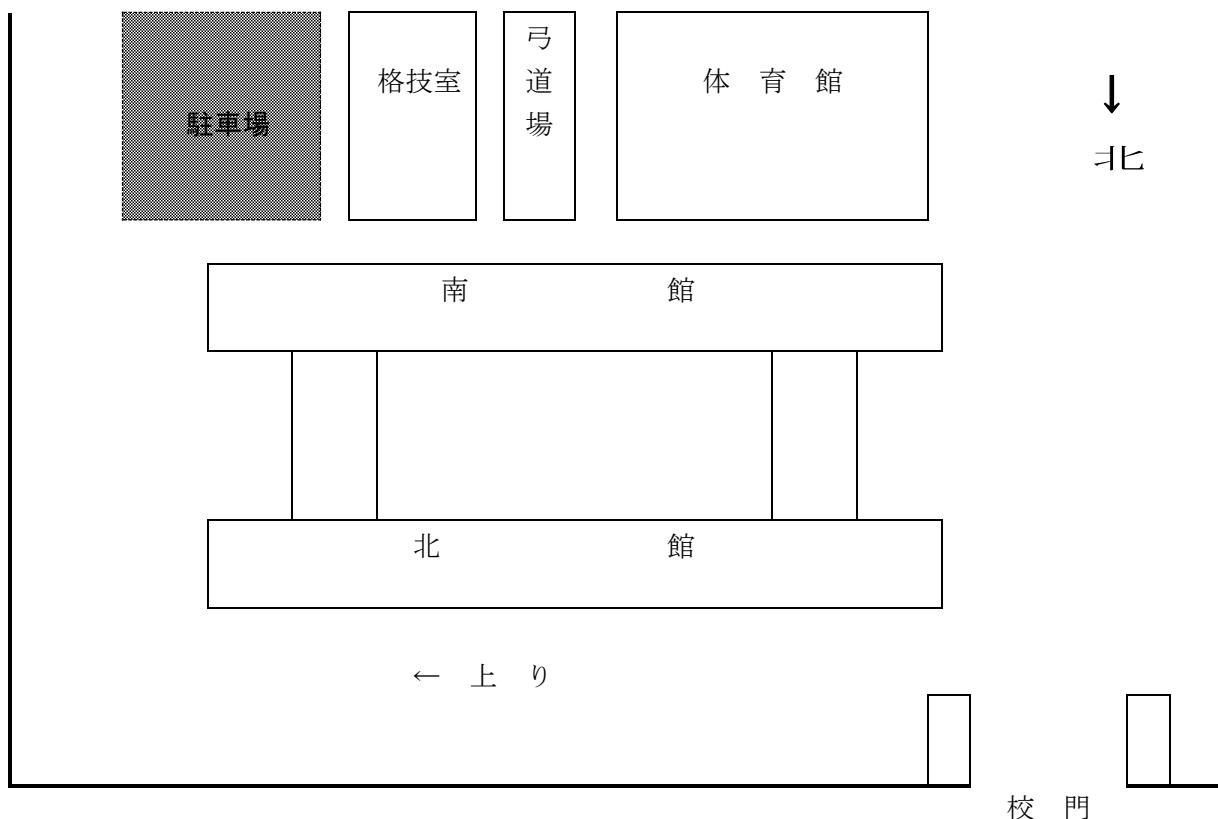 弓道場
格技室
体　育　館
駐車場
↓
北
南　館
北　館
← 上 り
校　門